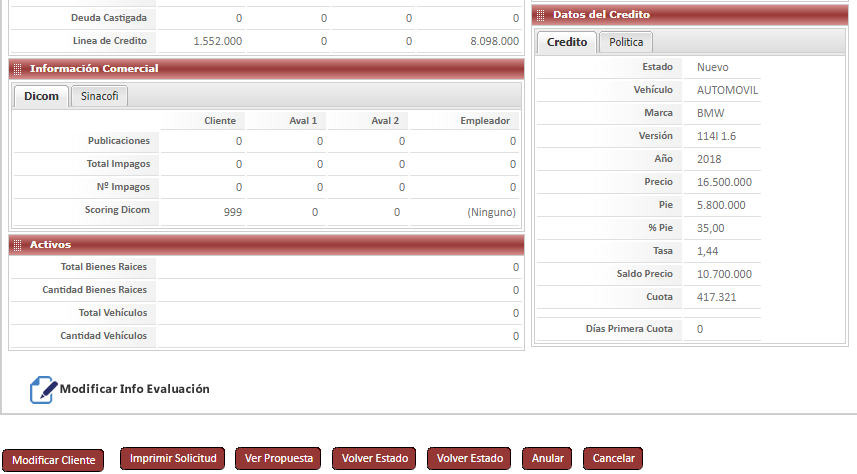 Deuda Castigada 0 0 0 0
Linea de Credito 1.552.000 0 0 8.098.000
Información Comercial
Dicom Sinacofi
Cliente Aval 1 Aval 2 Empleador
Publicaciones 0 0 0 0
Total Impagos 0 0 0 0
Nº Impagos 0 0 0 0
Scoring Dicom 999 0 0 (Ninguno)
Activos
Total Bienes Raices 0
Cantidad Bienes Raices 0
Total Vehículos 0
Cantidad Vehículos 0
Modificar Info Evaluación
Datos del Credito
Credito Politica
Estado Nuevo
Vehículo AUTOMOVIL
Marca BMW
Versión 114I 1.6
Año 2018
Precio 16.500.000
Pie 5.800.000
% Pie 35,00
Tasa 1,44
Saldo Precio 10.700.000
Cuota 417.321
Días Primera Cuota 0
Modificar Cliente Imprimir Solicitud Ver Propuesta Volver Estado Volver Estado Anular Cancelar